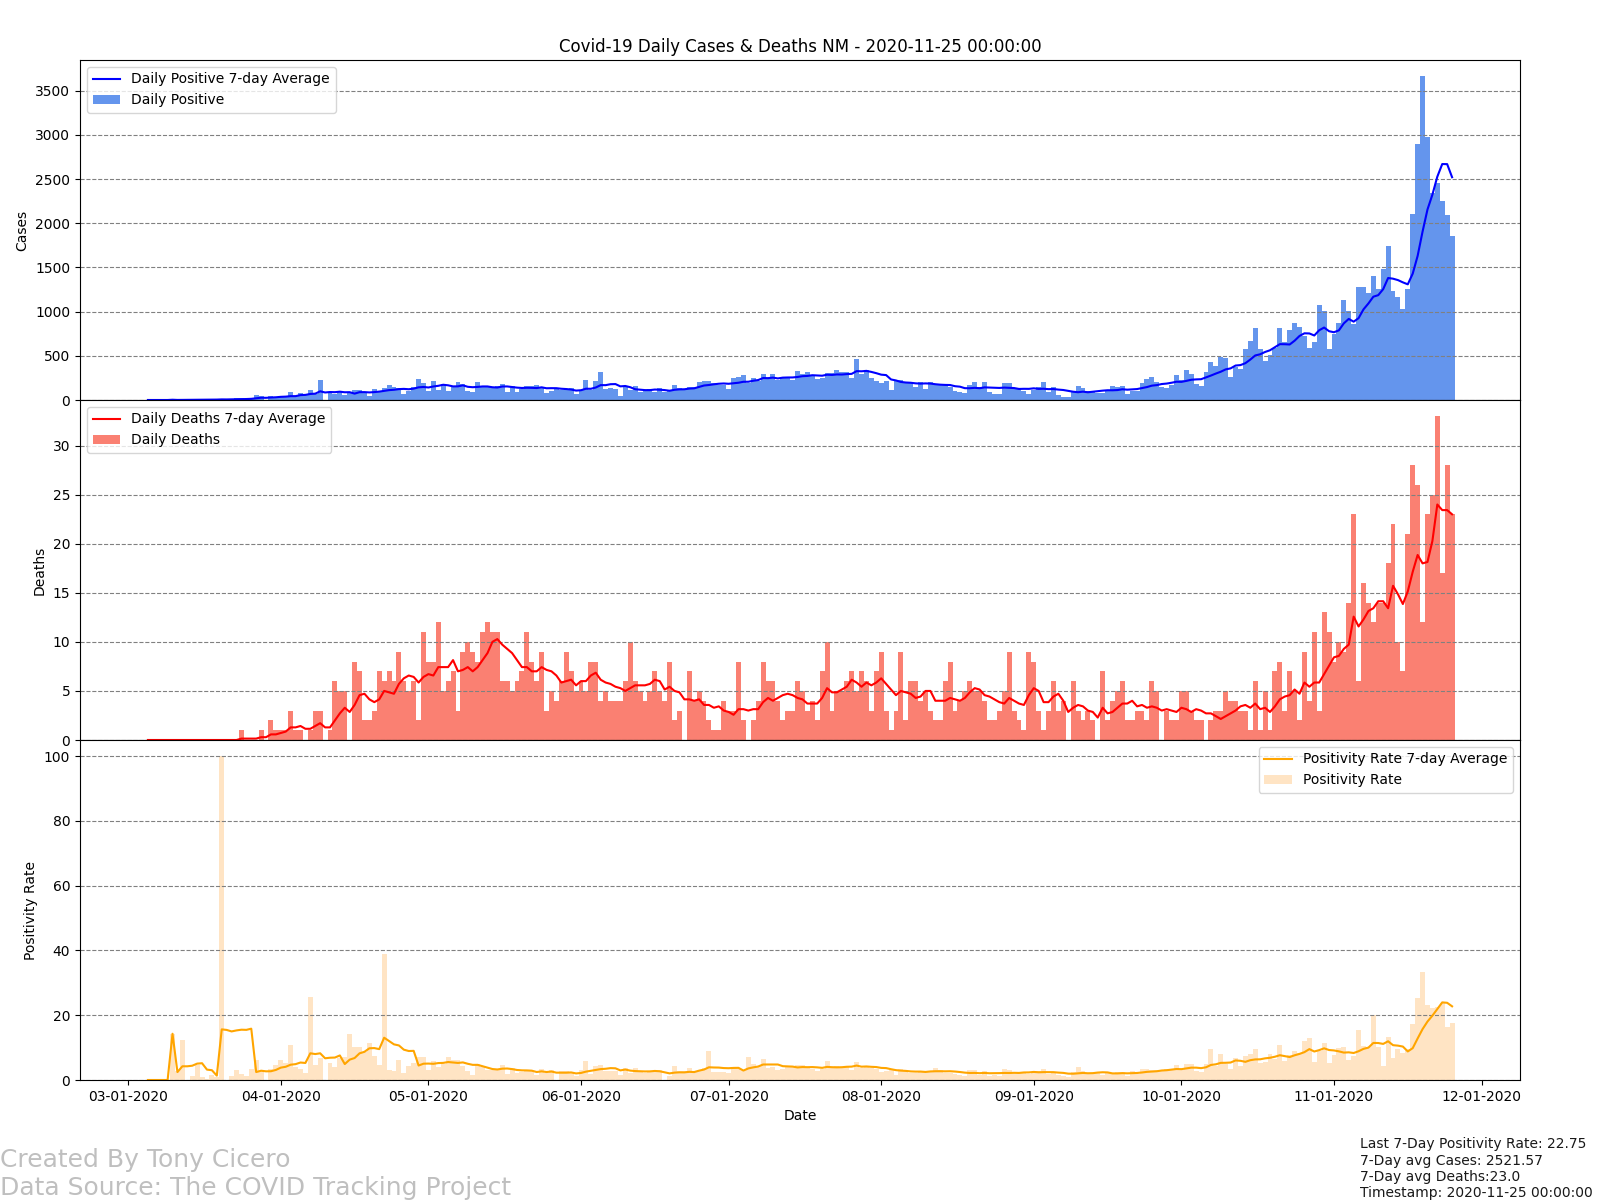 Covid-19 Daily Cases & Deaths NM - 2020-11-25 00:00:00
Daily Positive 7-day Average
Daily Positive
3500
3000
2500
2000
1500
1000
500
0
Cases
Daily Deaths 7-day Average
Daily Deaths
30
25
20
15
10
5
0
Deaths
Positivity Rate 7-day Average
Positivity Rate
100
80
60
40
20
0
Positivity Rate
03-01-2020 04-01-2020 05-01-2020 06-01-2020 07-01-2020 08-01-2020 09-01-2020 10-01-2020 11-01-2020 12-01-2020
Date
Created By Tony Cicero
Data Source: The COVID Tracking Project
Last 7-Day Positivity Rate: 22.75
7-Day avg Cases: 2521.57
7-Day avg Deaths:23.0
Timestamp: 2020-11-25 00:00:00